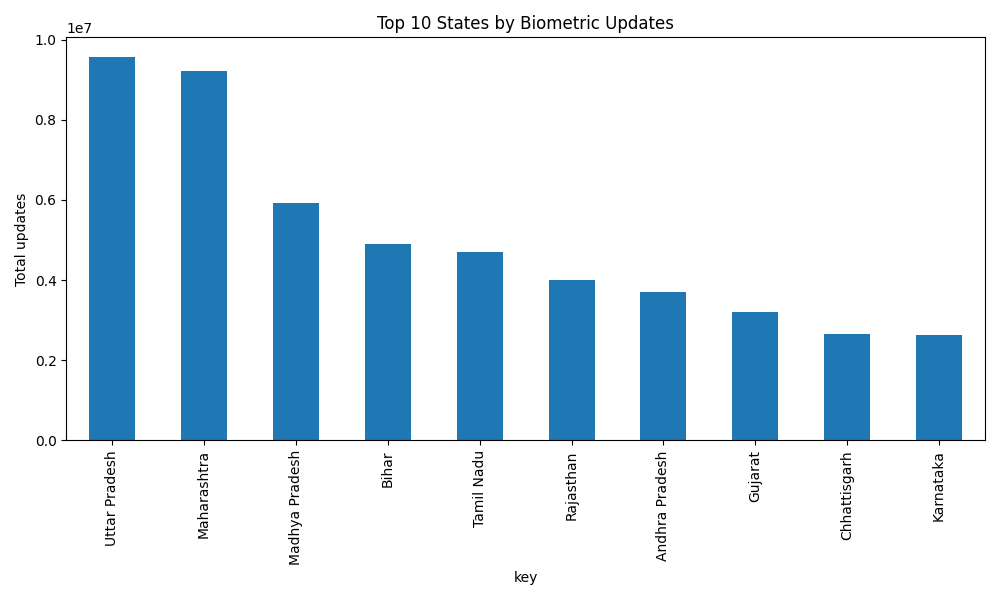 Top 10 States by Biometric Updates
1e7
1.0
0.8
0.6
0.4
0.2
0.0
Total updates
Uttar Pradesh
Maharashtra
Madhya Pradesh
Bihar
Tamil Nadu
Rajasthan
Andhra Pradesh
Gujarat
Chhattisgarh
Karnataka
key